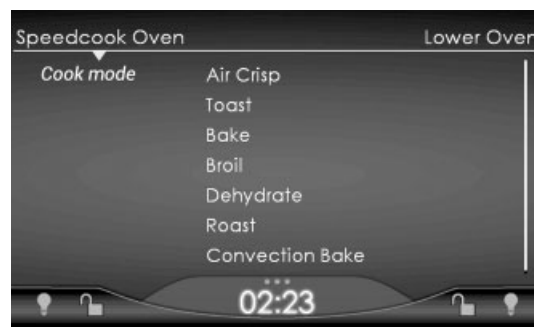 Speedcook Oven Lower Oven
Cook mode Air Crisp
Toast
Bake
Broil
Dehydrate
Roast
Convection Bake
02:23